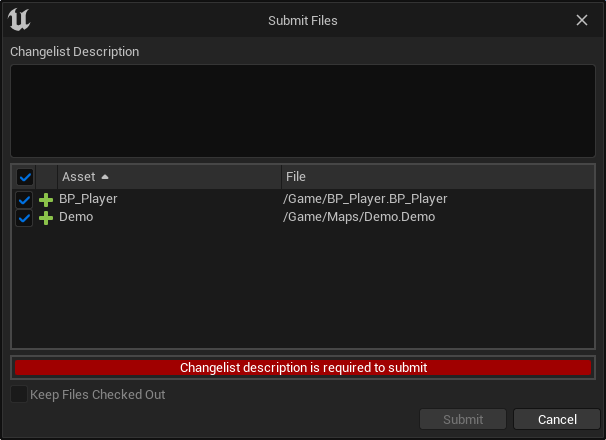 Submit Files
Changelist Description
Asset File
BP_Player /Game/BP_Player.BP_Player
Demo /Game/Maps/Demo.Demo
Changelist description is required to submit
Keep Files Checked Out
Submit Cancel